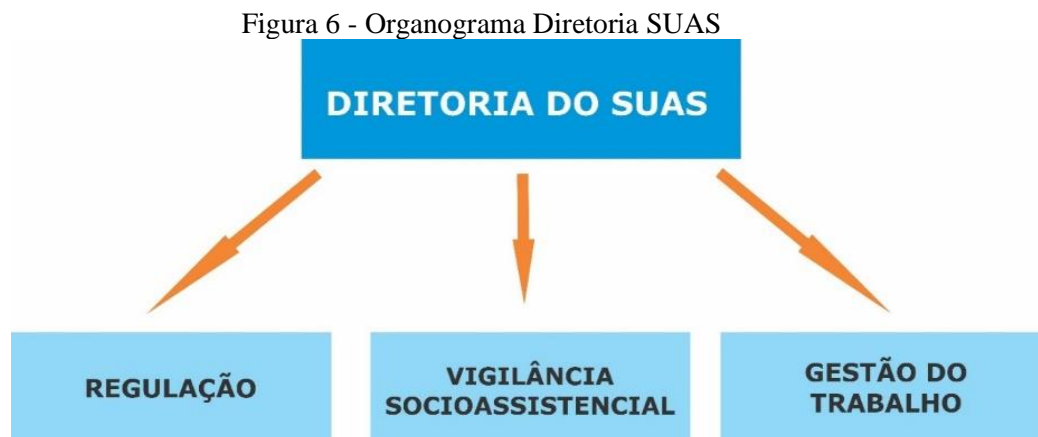 Figura 6 - Organograma Diretoria SUAS
DIRETORIA DO SUAS
REGULAÇÃO
VIGILÂNCIA
SOCIOASSISTENCIAL
GESTÃO DO
TRABALHO